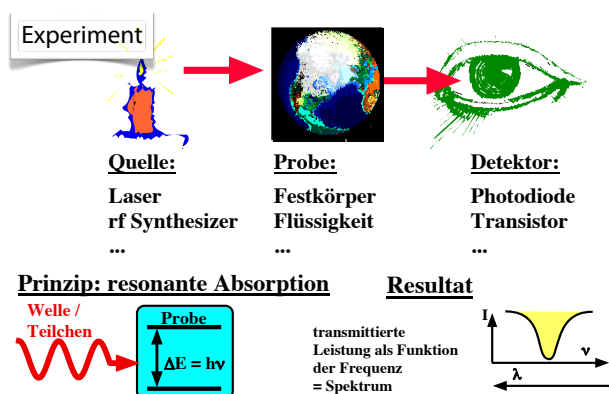 Experiment
Quelle:
Laser
rf Synthesizer
...
Probe:
Festkörper
Flüssigkeit
...
Detektor:
Photodiode
Transistor
...
Prinzip: resonante Absorption
Welle /
Teilchen
Probe
ΔE = hν
Resultat
transmittierte
Leistung als Funktion
der Frequenz
= Spektrum
I
ν
λ